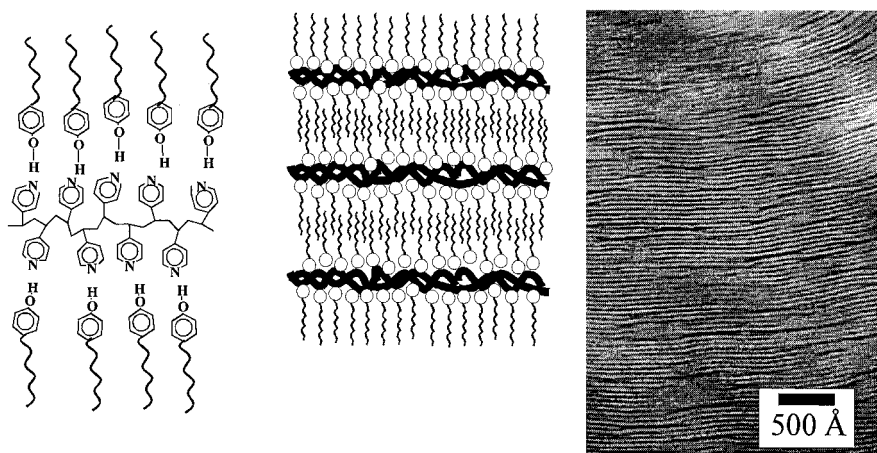 O O O O O
H H H H H
N N N N N
N N N N
H H H H
O O O O
500 Å